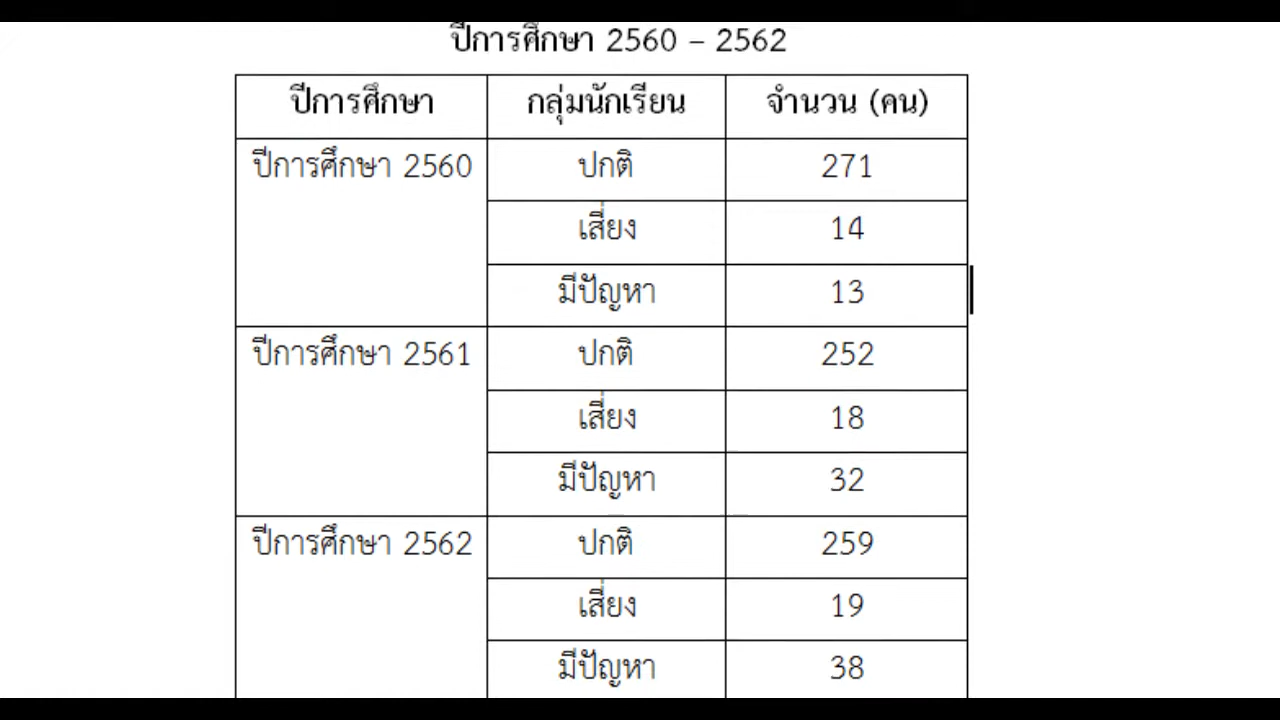 ปีการศึกษา 2560 – 2562
ปีการศึกษา กลุ่มนักเรียน จำนวน (คน)
ปีการศึกษา 2560 ปกติ 271
เสี่ยง 14
มีปัญหา 13
ปีการศึกษา 2561 ปกติ 252
เสี่ยง 18
มีปัญหา 32
ปีการศึกษา 2562 ปกติ 259
เสี่ยง 19
มีปัญหา 38